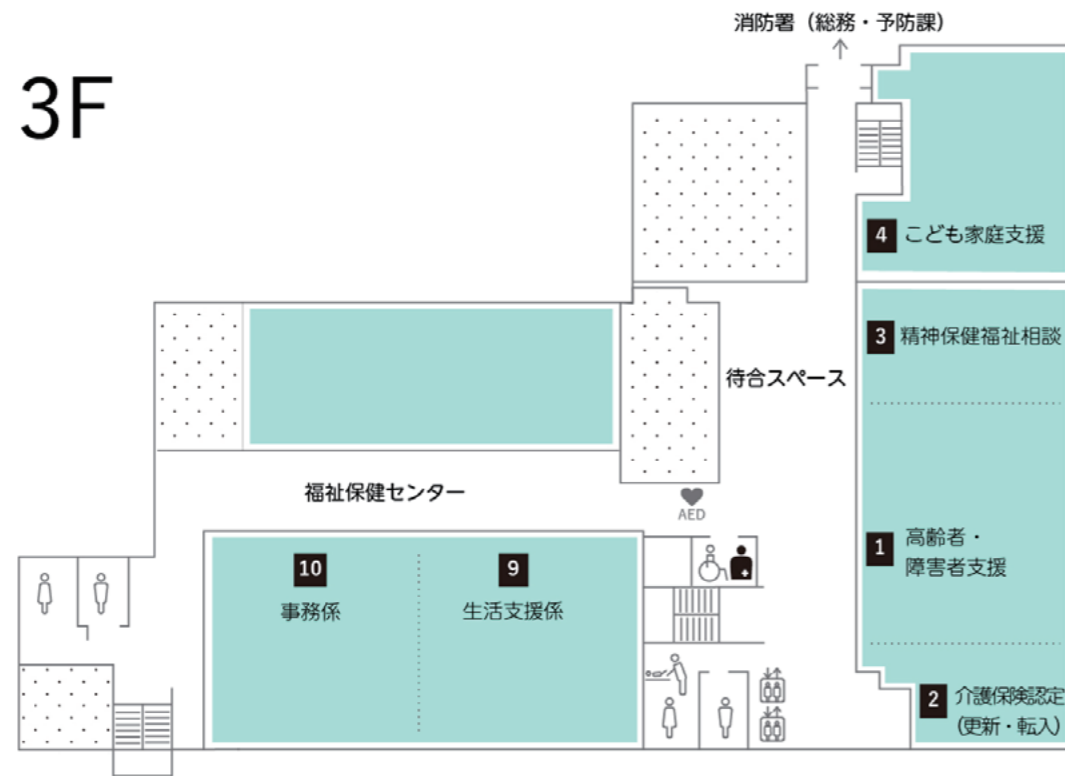 消防署（総務・予防課）
3F
4 こども家庭支援
3 精神保健福祉相談
待合スペース
福祉保健センター
AED
1 高齢者・
障害者支援
10
事務係
9
生活支援係
2 介護保険認定
（更新・転入）